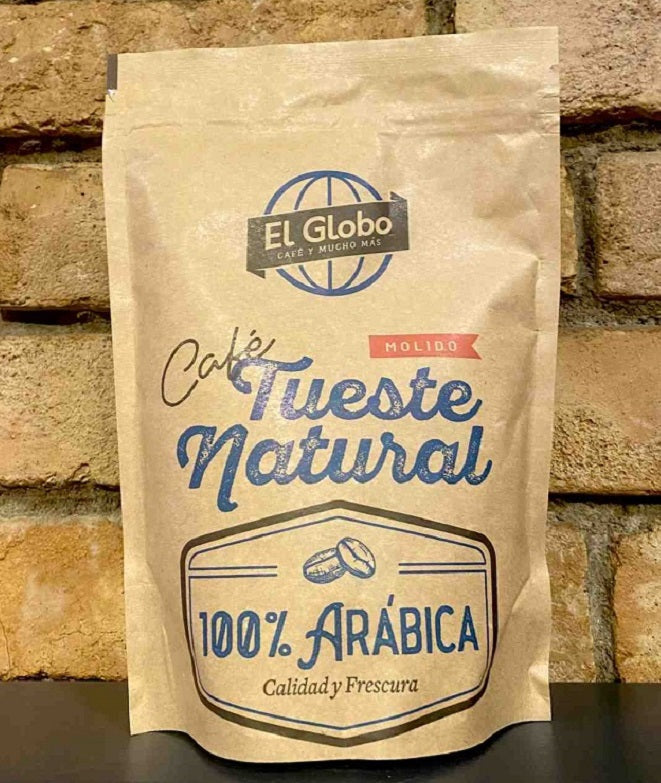 El Globo
CAFÉ Y MUCHO MÁS
MOLIDO
Café
Tueste
Natural
100% ARÁBICA
Calidad y Frescura